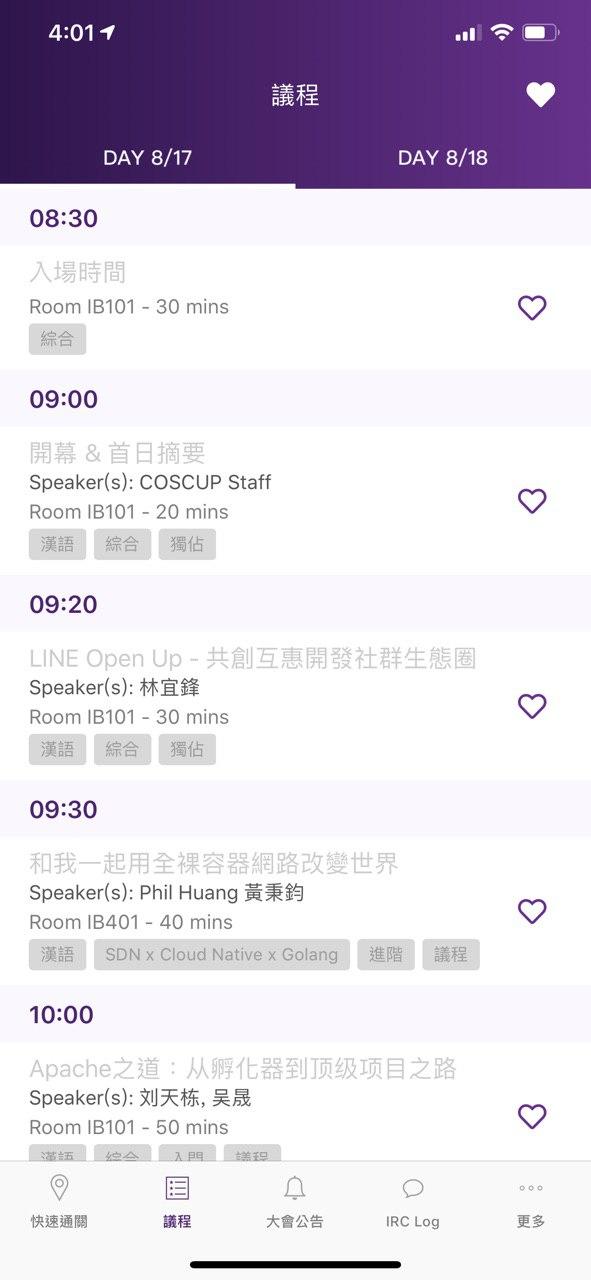 4:01
議程
DAY 8/17
DAY 8/18
08:30
入場時間
Room IB101 - 30 mins
綜合
09:00
開幕 & 首日摘要
Speaker(s): COSCUP Staff
Room IB101 - 20 mins
漢語 綜合 獨佔
09:20
LINE Open Up - 共創互惠開發社群生態圈
Speaker(s): 林宜鋒
Room IB101 - 30 mins
漢語 綜合 獨佔
09:30
和我一起用全裸容器網路改變世界
Speaker(s): Phil Huang 黃秉鈞
Room IB401 - 40 mins
漢語 SDN x Cloud Native x Golang 進階 議程
10:00
Apache之道：从孵化器到顶级项目之路
Speaker(s): 刘天栋, 吴晟
Room IB101 - 50 mins
漢語 綜合 入門 議程
快速通關 議程 大會公告 IRC Log 更多